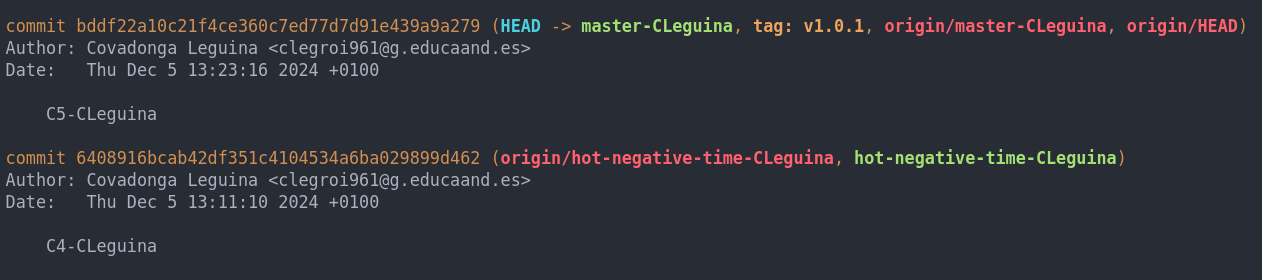 commit bddf22a10c21f4ce360c7ed77d7d91e439a9a279 (HEAD -> master-CLeguina, tag: v1.0.1, origin/master-CLeguina, origin/HEAD)
Author: Covadonga Leguina <clegroi961@g.educaand.es>
Date:   Thu Dec 5 13:23:16 2024 +0100
    C5-CLeguina
commit 6408916bcab42df351c4104534a6ba029899d462 (origin/hot-negative-time-CLeguina, hot-negative-time-CLeguina)
Author: Covadonga Leguina <clegroi961@g.educaand.es>
Date:   Thu Dec 5 13:11:10 2024 +0100
    C4-CLeguina